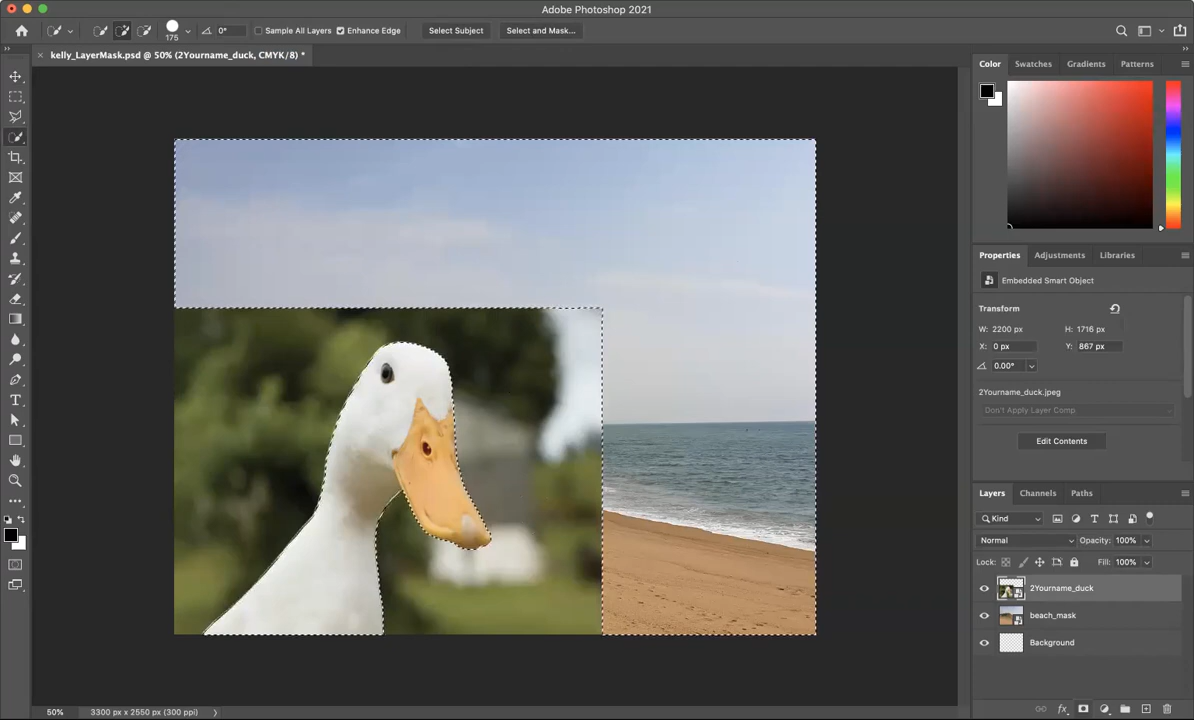 Adobe Photoshop 2021
175
0°
Sample All Layers
Enhance Edge
Select Subject
Select and Mask...
kelly_LayerMask.psd @ 50% (2Yourname_duck, CMYK/8) *
Color
Swatches
Gradients
Patterns
Properties
Adjustments
Libraries
Embedded Smart Object
Transform
W: 2200 px
H: 1716 px
X: 0 px
Y: 867 px
0.00°
2Yourname_duck.jpeg
Don't Apply Layer Comp
Edit Contents
Layers
Channels
Paths
Kind
Normal
Opacity: 100%
Lock:
Fill: 100%
2Yourname_duck
beach_mask
Background
fx
50%
3300 px x 2550 px (300 ppi)